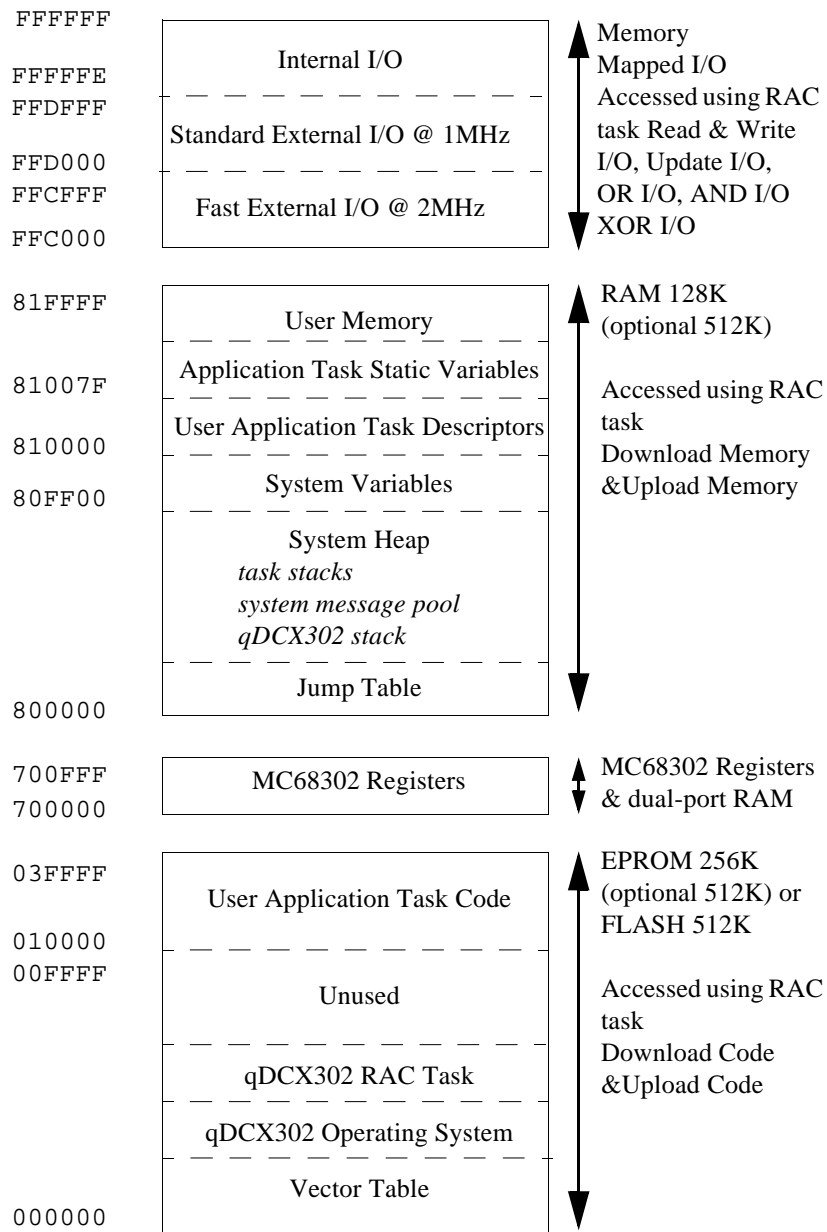 FFFFFF
Internal I/O
FFFFFE
FFDFFF
Standard External I/O @ 1MHz
FFD000
FFCFFF
Fast External I/O @ 2MHz
FFC000
Memory
Mapped I/O
Accessed using RAC
task Read & Write
I/O, Update I/O,
OR I/O, AND I/O
XOR I/O
81FFFF
User Memory
Application Task Static Variables
81007F
User Application Task Descriptors
810000
System Variables
80FF00
System Heap
task stacks
system message pool
qDCX302 stack
Jump Table
800000
RAM 128K
(optional 512K)
Accessed using RAC
task
Download Memory
&Upload Memory
700FFF
MC68302 Registers
700000
MC68302 Registers
& dual-port RAM
03FFFF
User Application Task Code
010000
00FFFF
Unused
qDCX302 RAC Task
qDCX302 Operating System
Vector Table
000000
EPROM 256K
(optional 512K) or
FLASH 512K
Accessed using RAC
task
Download Code
&Upload Code